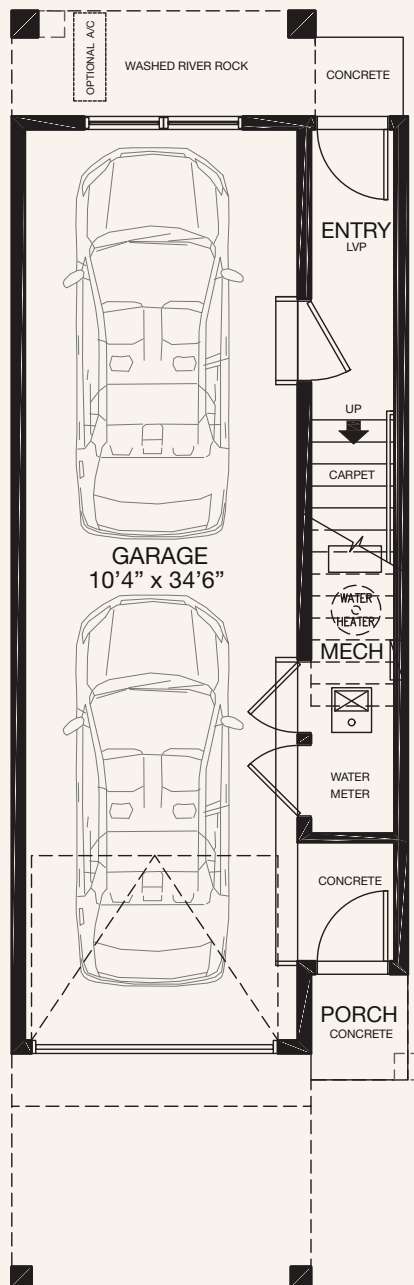 OPTIONAL A/C
WASHED RIVER ROCK
CONCRETE
ENTRY
LVP
UP
CARPET
GARAGE
10’4” x 34’6”
WATER
HEATER
MECH
WATER
METER
CONCRETE
PORCH
CONCRETE